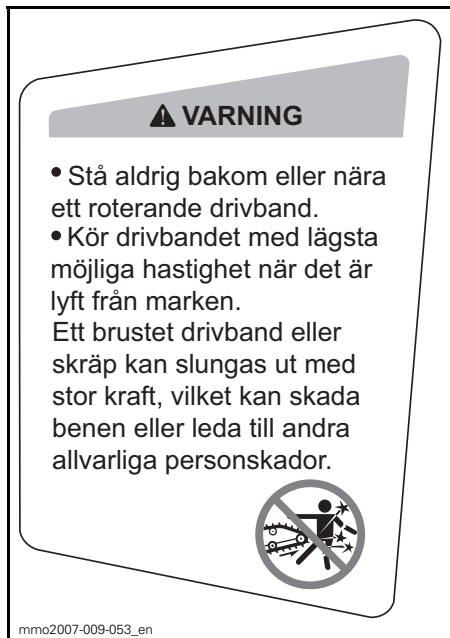 VARNING
• Stå aldrig bakom eller nära
ett roterande drivband.
• Kör drivbandet med lägsta
möjliga hastighet när det är
lyft från marken.
Ett brustet drivband eller
skräp kan slungas ut med
stor kraft, vilket kan skada
benen eller leda till andra
allvarliga personskador.
mmo2007-009-053_en